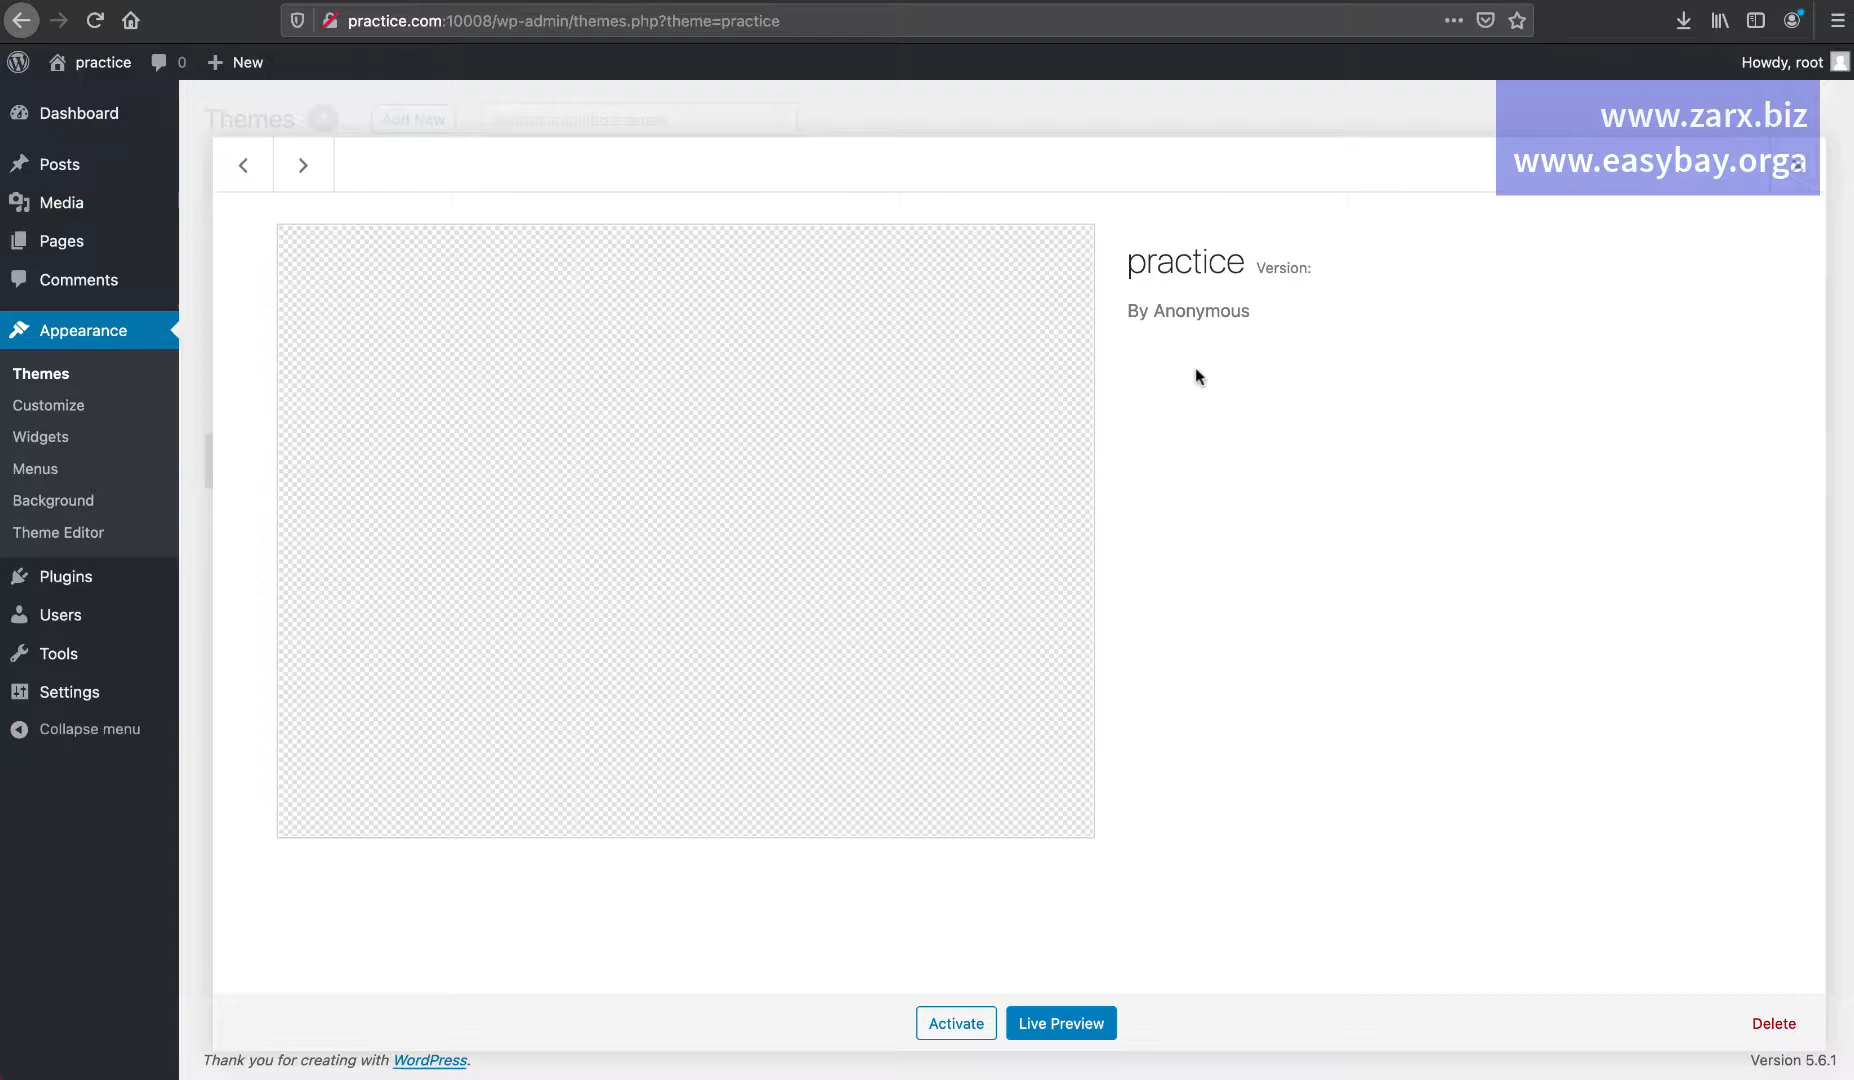 practice.com:10008/wp-admin/themes.php?theme=practice
practice
0
New
Howdy, root
www.zarx.biz
www.easybay.orga
Dashboard
Posts
Media
Pages
Comments
Appearance
Themes
Customize
Widgets
Menus
Background
Theme Editor
Plugins
Users
Tools
Settings
Collapse menu
Themes
Add New
practice Version:
By Anonymous
Activate
Live Preview
Delete
Thank you for creating with WordPress.
Version 5.6.1